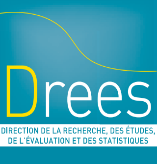 Drees
DIRECTION DE LA RECHERCHE, DES ÉTUDES,
DE L'ÉVALUATION ET DES STATISTIQUES